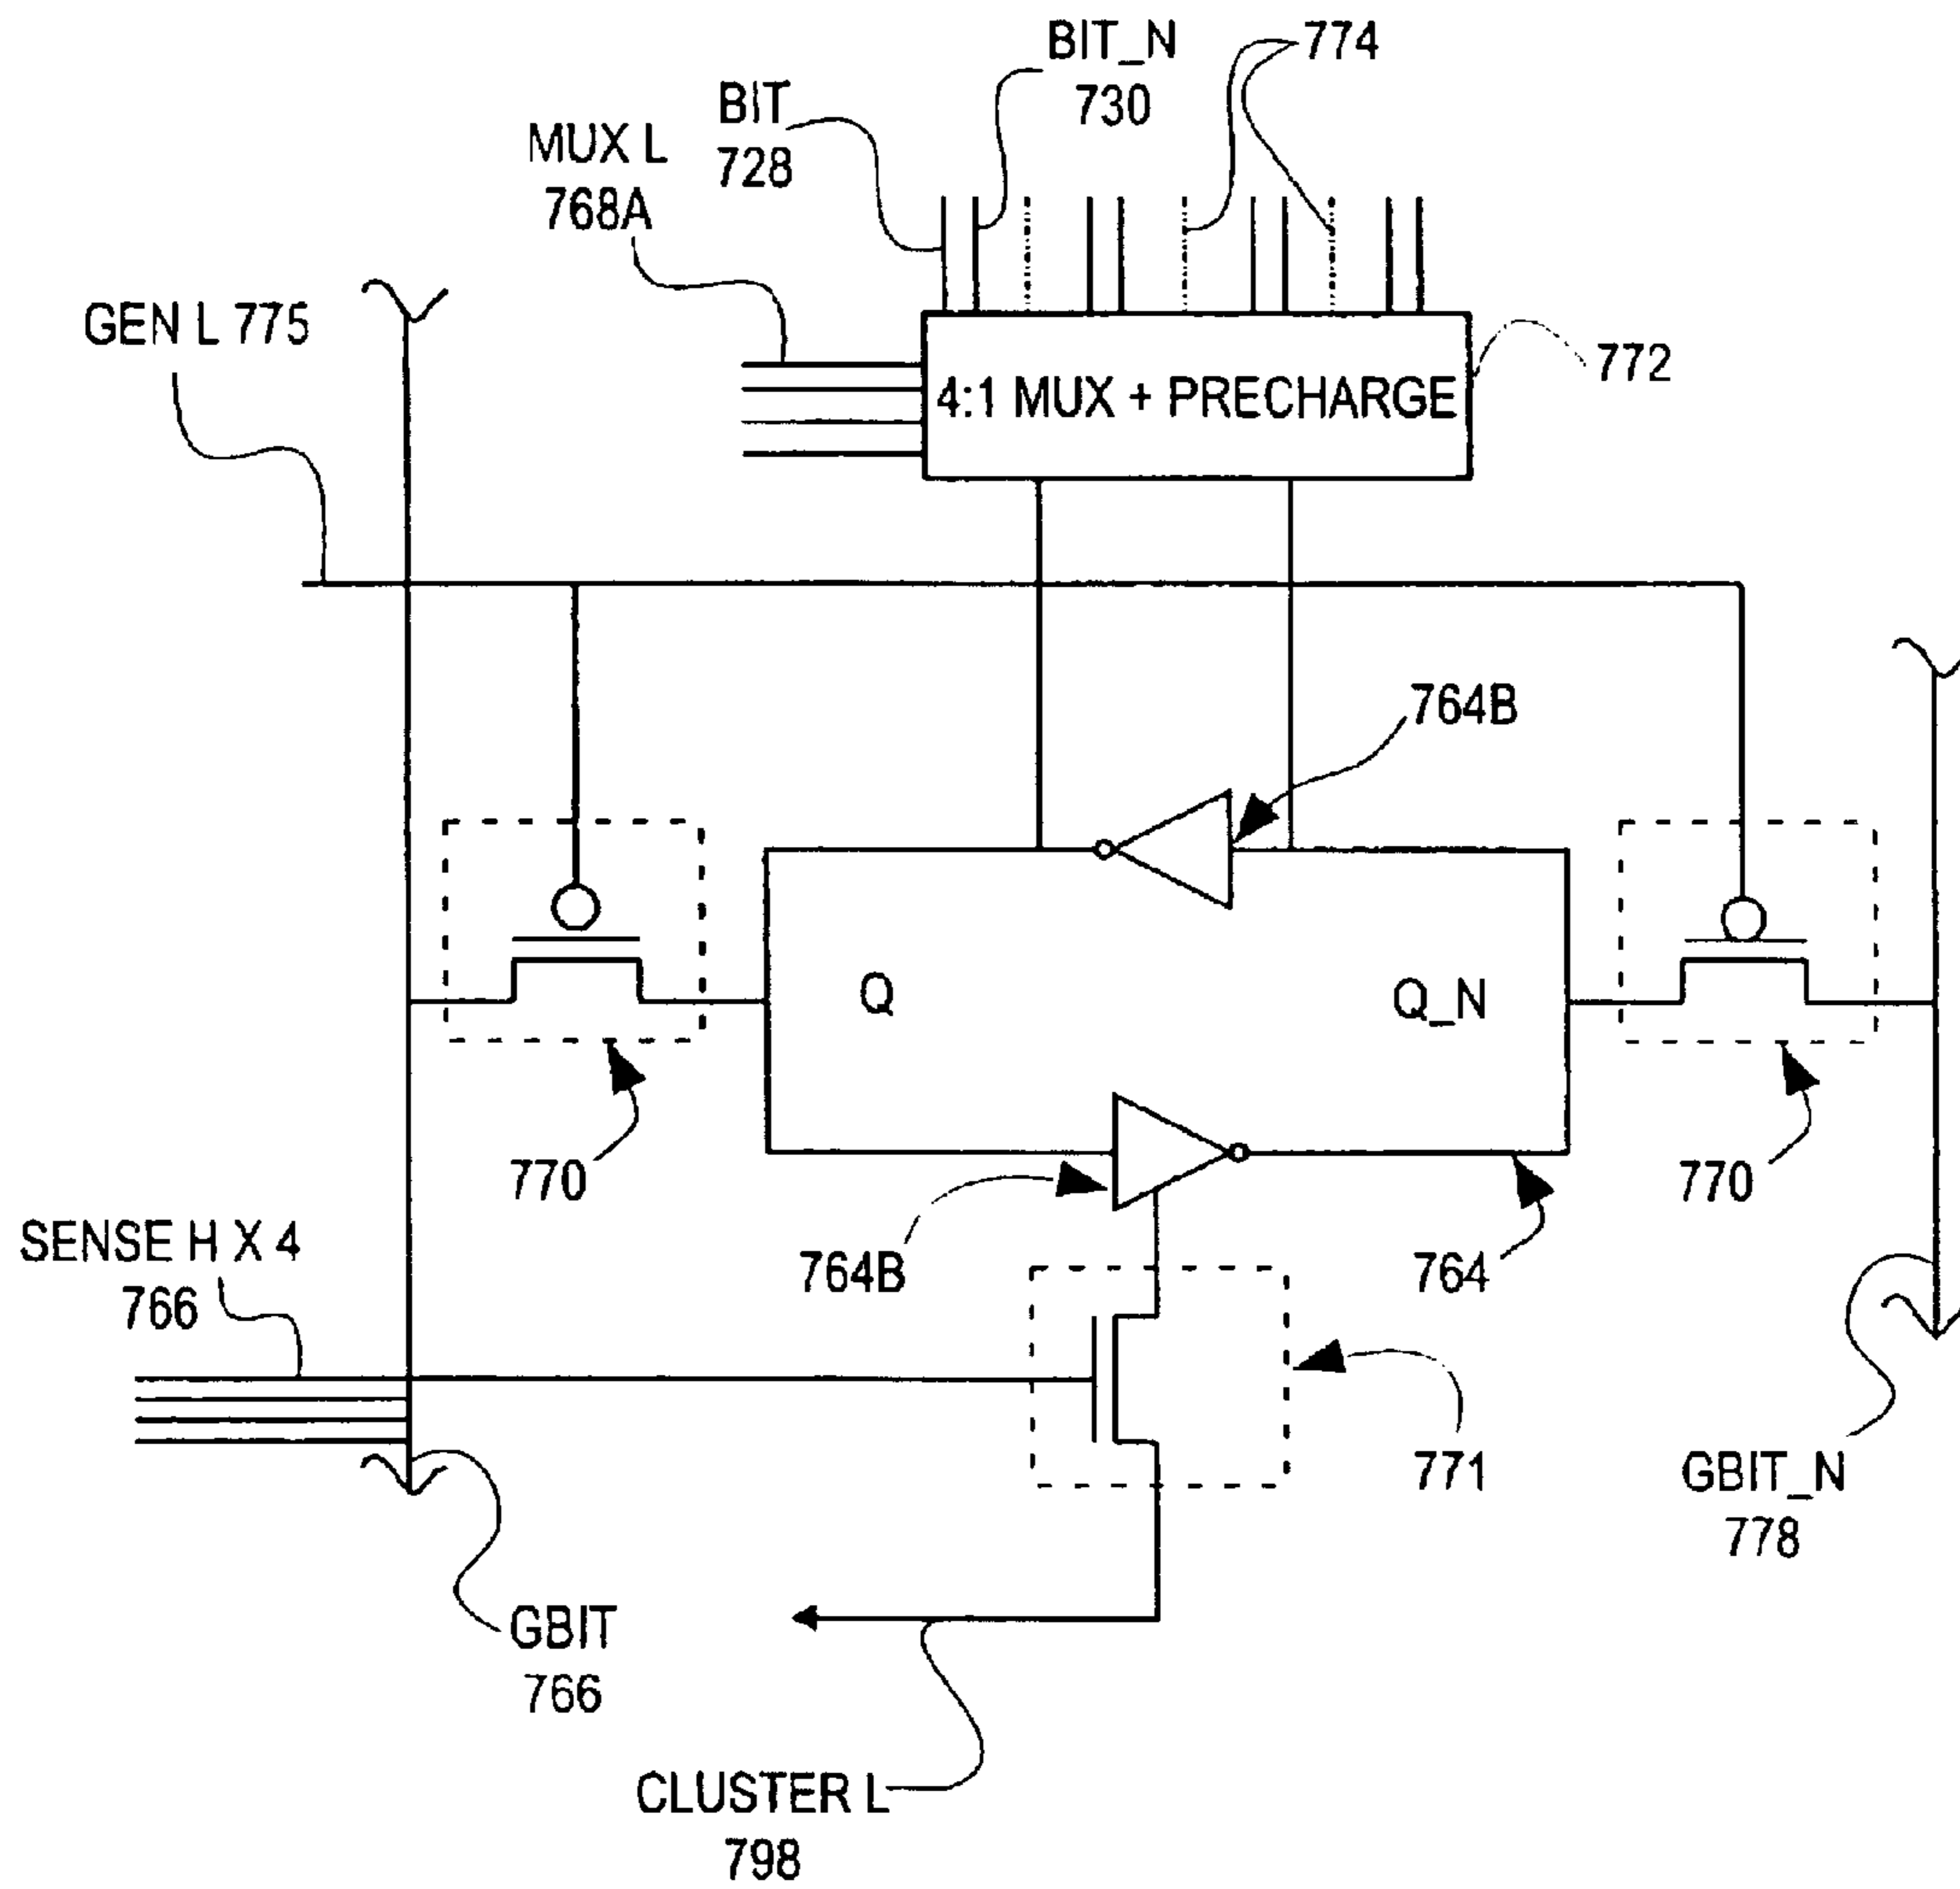 BIT_N
730
774
BIT
728
MUX L
768A
GEN L 775
772
4:1 MUX + PRECHARGE
764B
Q
Q_N
770
770
764B
764
SENSE H X 4
766
771
GBIT_N
778
GBIT
766
CLUSTER L
798